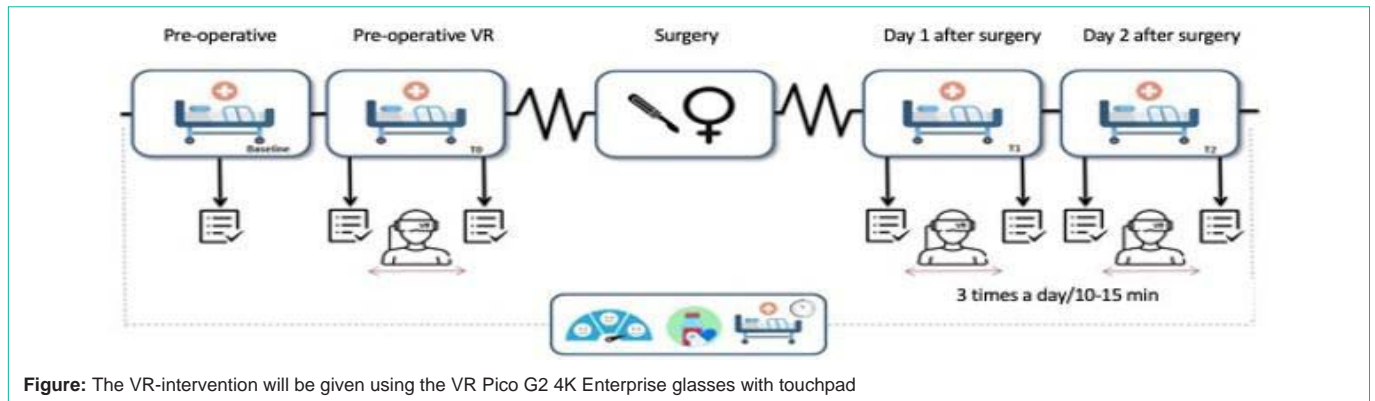 Pre-operative Pre-operative VR Surgery Day 1 after surgery Day 2 after surgery
Baseline T0 T1 T2
VR VR VR
3 times a day/10-15 min
Figure: The VR-intervention will be given using the VR Pico G2 4K Enterprise glasses with touchpad